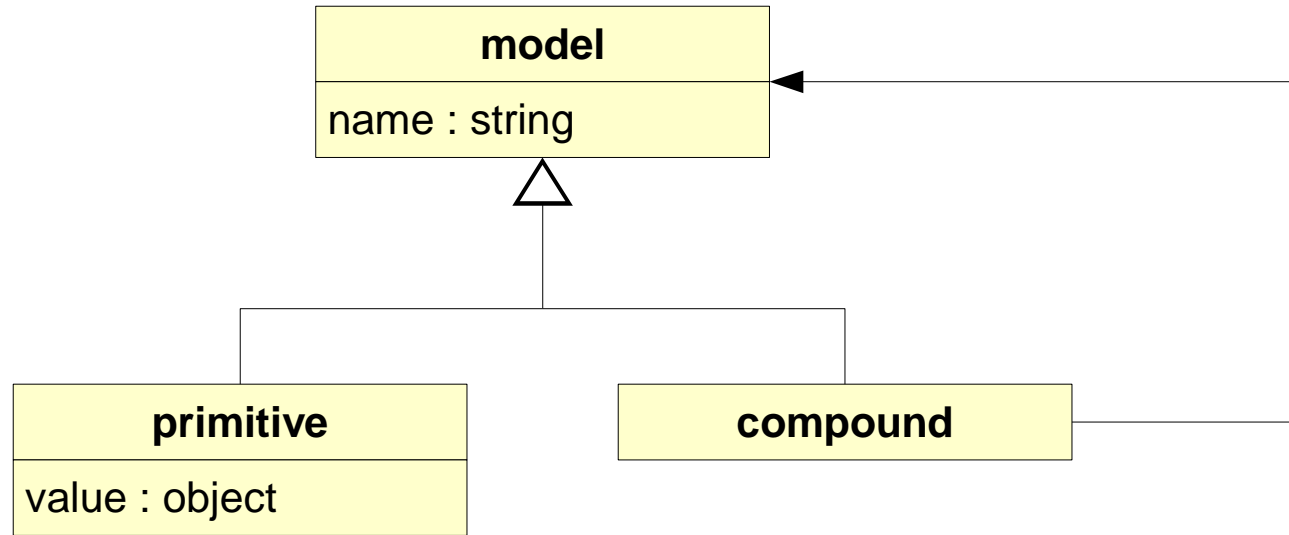 model
name : string
primitive
compound
value : object